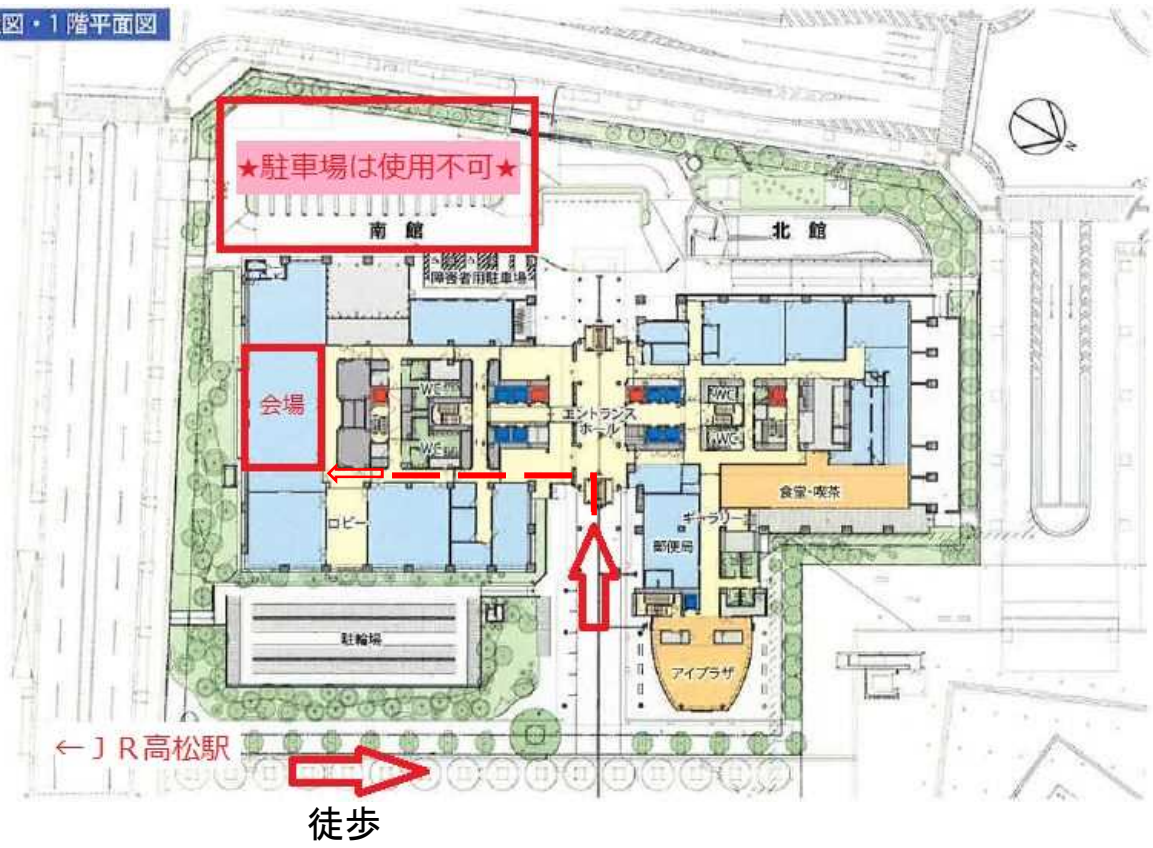 図・1階平面図
N
★駐車場は使用不可★
南館
北館
障害者用駐車場
会場
WC
WC
エントランス
ホール
WC
WC
ロビー
食堂・喫茶
ギャラリー
郵便局
駐輪場
アイプラザ
←JR高松駅
徒歩